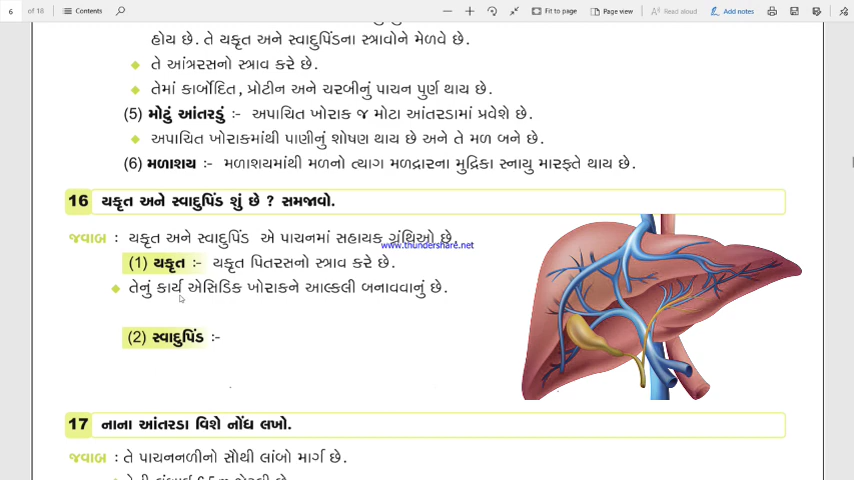 6 of 18 Contents Fit to page Page view Read aloud Add notes
હોય છે. તે યકૃત અને સ્વાદુપિંડના સ્ત્રાવોને મેળવે છે.
◆ તે આંત્રરસનો સ્ત્રાવ કરે છે.
◆ તેમાં કાર્બોદિત, પ્રોટીન અને ચરબીનું પાચન પુર્ણ થાય છે.
(5) મોટું આંતરડું :- અપાચિત ખોરાક જ મોટા આંતરડામાં પ્રવેશે છે.
◆ અપાચિત ખોરાકમાંથી પાણીનું શોષણ થાય છે અને તે મળ બને છે.
(6) મળાશય :- મળાશયમાંથી મળનો ત્યાગ મળદ્વારના મુદ્રિકા સ્નાયુ મારફતે થાય છે.
16 યકૃત અને સ્વાદુપિંડ શું છે ? સમજાવો.
જવાબ : યકૃત અને સ્વાદુપિંડ એ પાચનમાં સહાયક ગ્રંથિઓ છે.
www.thundershare.net
(1) યકૃત :- યકૃત પિતરસનો સ્ત્રાવ કરે છે.
◆ તેનું કાર્ય એસિડિક ખોરાકને આલ્કલી બનાવવાનું છે.
(2) સ્વાદુપિંડ :-
17 નાના આંતરડા વિશે નોંધ લખો.
જવાબ : તે પાચનનળીનો સૌથી લાંબો માર્ગ છે.